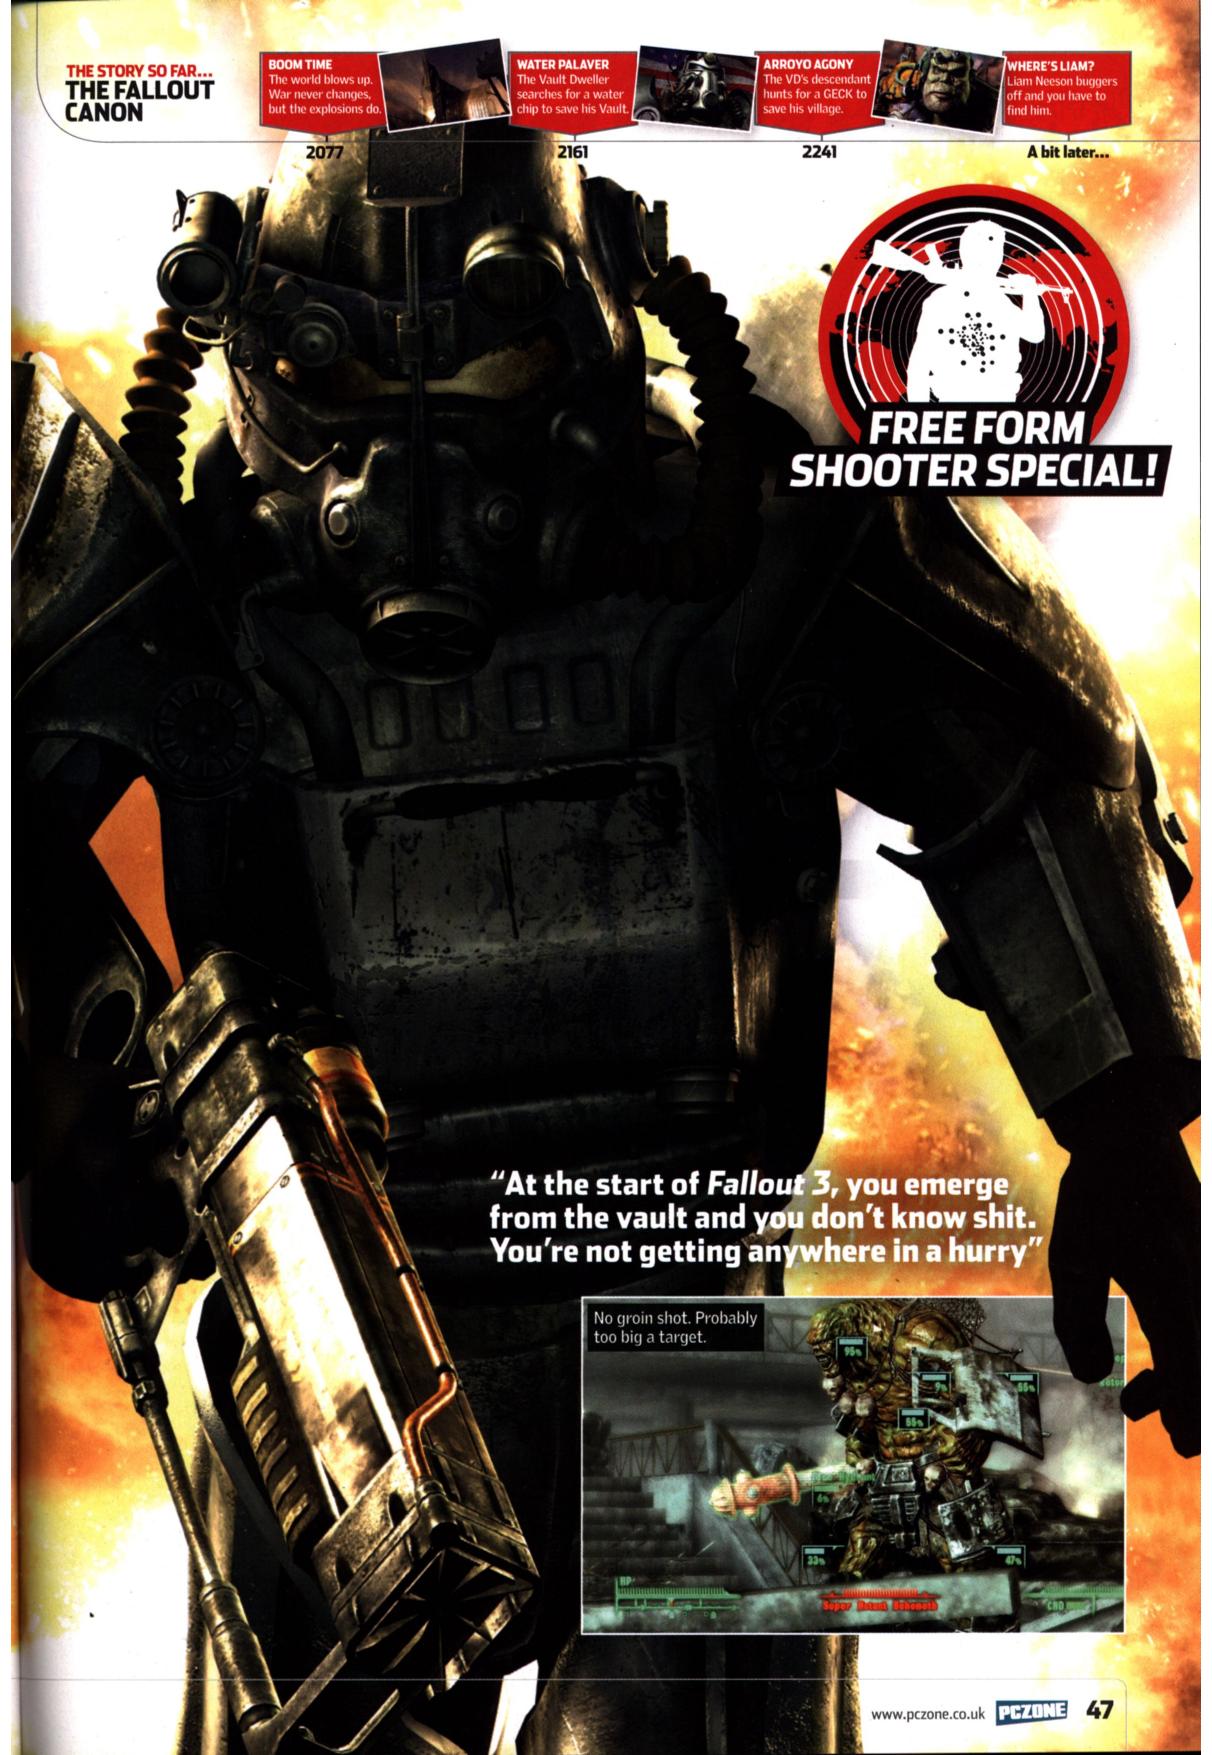 THE STORY SO FAR...
THE FALLOUT
CANON
BOOM TIME
The world blows up.
War never changes,
but the explosions do.
2077
WATER PALAVER
The Vault Dweller
searches for a water
chip to save his Vault.
2161
ARROYO AGONY
The VD's descendant
hunts for a GECK to
save his village.
2241
WHERE'S LIAM?
Liam Neeson buggers
off and you have to
find him.
A bit later...
FREE FORM
SHOOTER SPECIAL!
“At the start of Fallout 3, you emerge
from the vault and you don't know shit.
You're not getting anywhere in a hurry”
No groin shot. Probably
too big a target.
95%
9%
55%
55%
6%
33%
47%
HP
Super Mutant Behemoth
CND
www.pczone.co.uk PCZONE 47